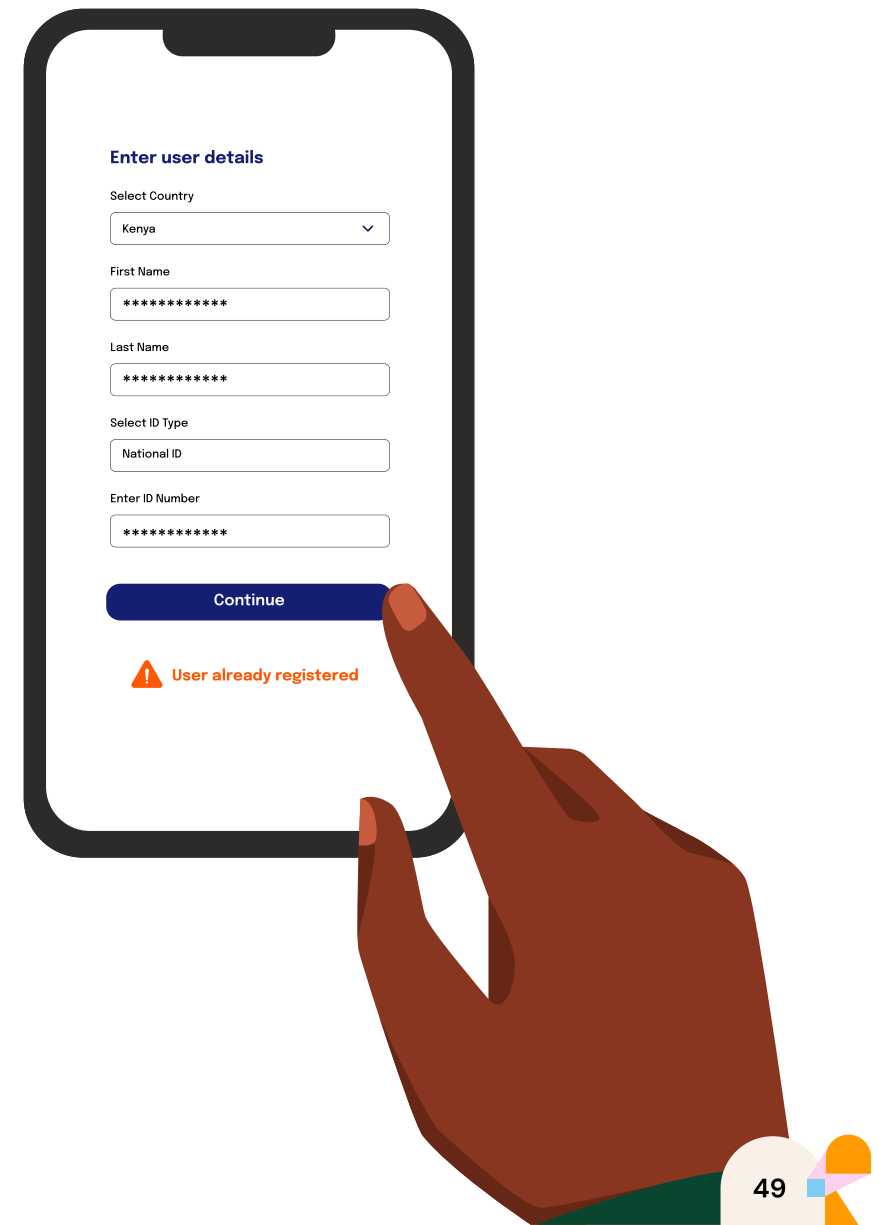 Enter user details
Select Country
Kenya
First Name
************
Last Name
************
Select ID Type
National ID
Enter ID Number
************
Continue
User already registered
49